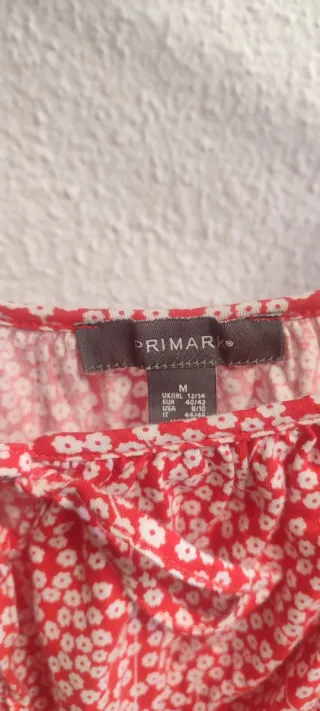 PRIMARK®
M
UK/IRL 12/14
EUR 40/42
USA 8/10
IT 44/46